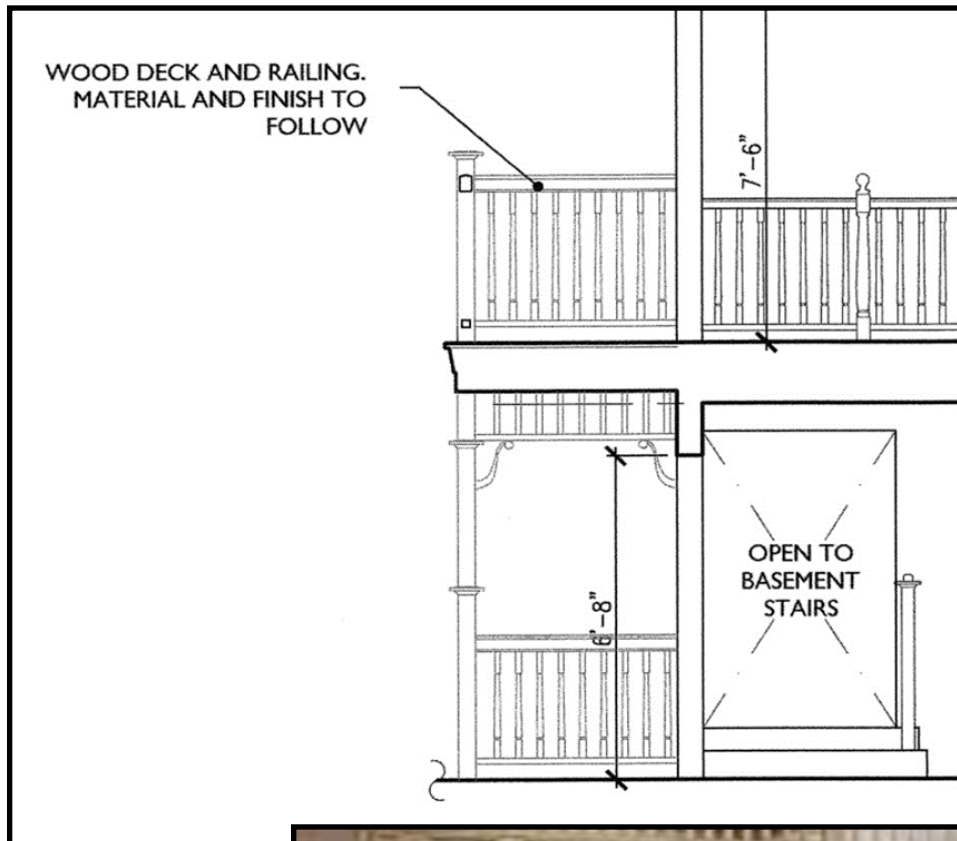 WOOD DECK AND RAILING.
MATERIAL AND FINISH TO
FOLLOW
7'-6"
6'-8"
OPEN TO
BASEMENT
STAIRS